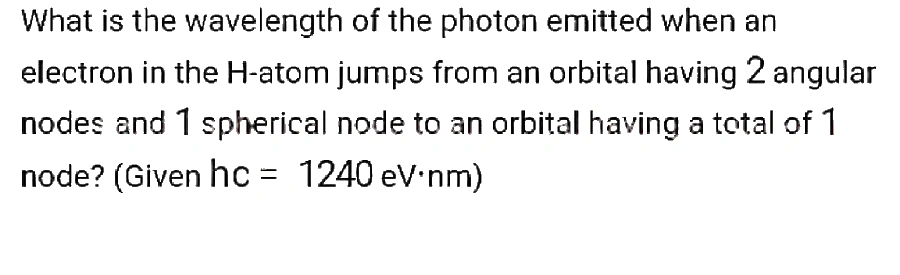 What is the wavelength of the photon emitted when an
electron in the H-atom jumps from an orbital having 2 angular
nodes and 1 spherical node to an orbital having a total of 1
node? (Given hc = 1240 eV·nm)